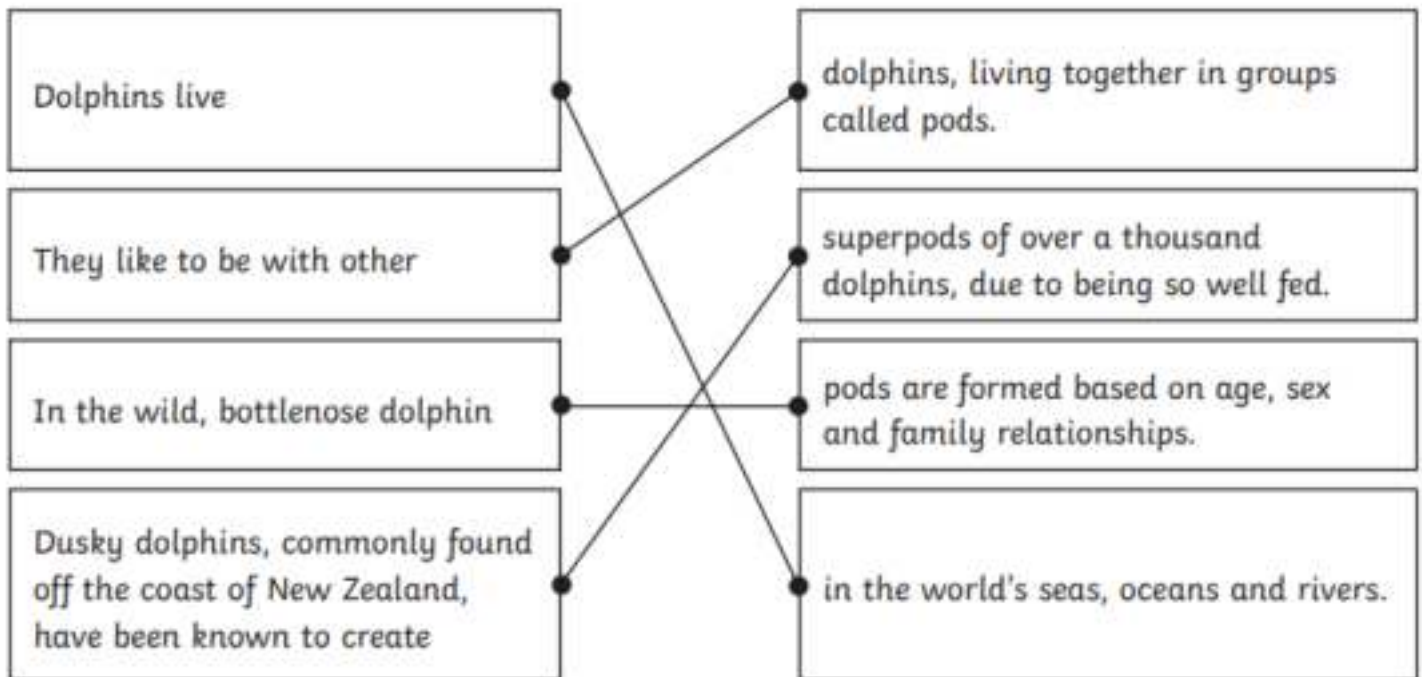 Dolphins live
dolphins, living together in groups
called pods.
They like to be with other
superpods of over a thousand
dolphins, due to being so well fed.
In the wild, bottlenose dolphin
pods are formed based on age, sex
and family relationships.
Dusky dolphins, commonly found
off the coast of New Zealand,
have been known to create
in the world's seas, oceans and rivers.